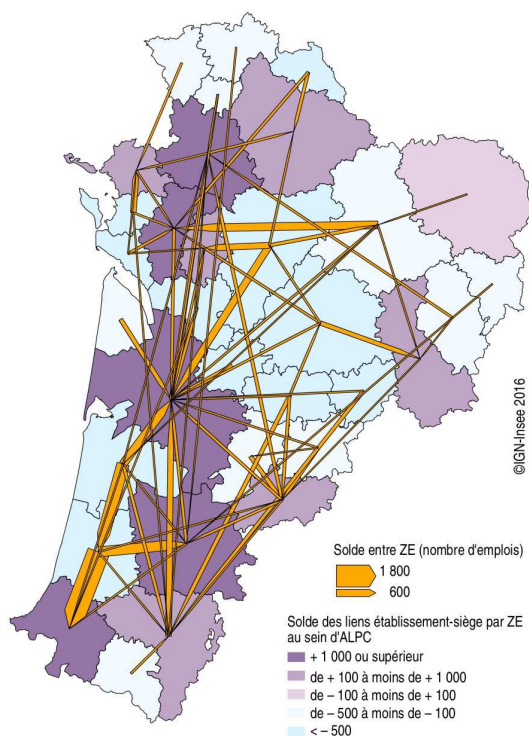 ©IGN-Insee 2016
Solde entre ZE (nombre d'emplois)
1 800
600
Solde des liens établissement-siège par ZE
au sein d'ALPC
+ 1 000 ou supérieur
de + 100 à moins de + 1 000
de – 100 à moins de + 100
de – 500 à moins de – 100
< – 500